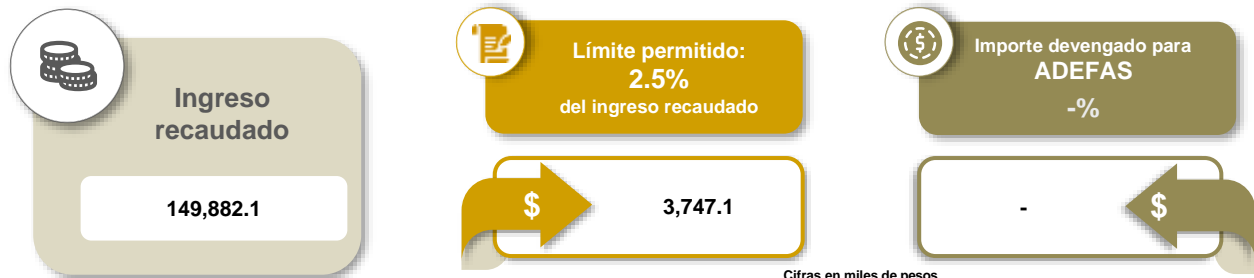 Ingreso
recaudado
149,882.1
Límite permitido:
2.5%
del ingreso recaudado
$
3,747.1
Importe devengado para
ADEFAS
-%
-
$
Cifras en miles de pesos